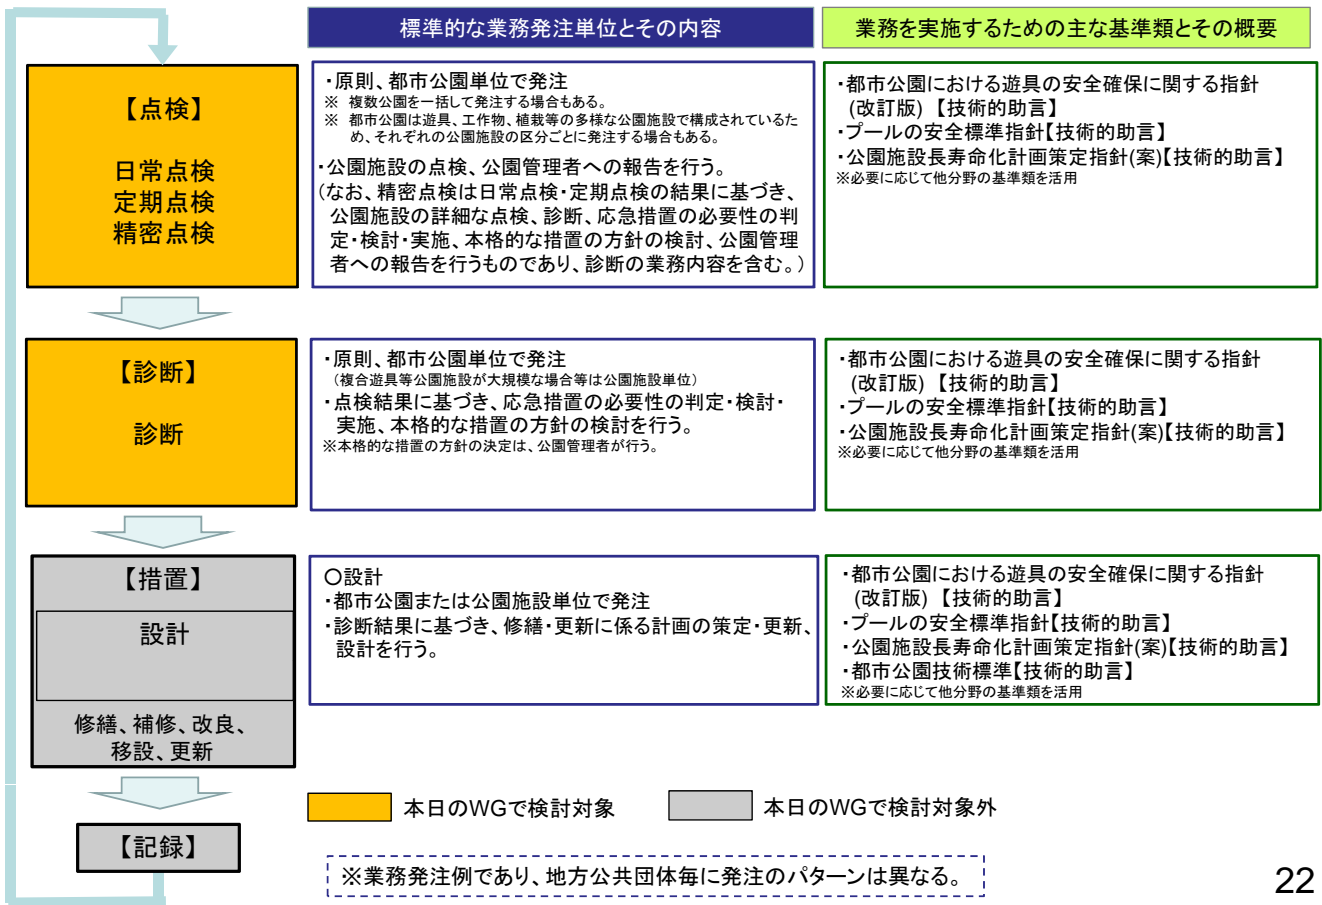 標準的な業務発注単位とその内容
業務を実施するための主な基準類とその概要
【点検】
日常点検
定期点検
精密点検
・原則、都市公園単位で発注
※ 複数公園を一括して発注する場合もある。
※ 都市公園は遊具、工作物、植栽等の多様な公園施設で構成されているた
め、それぞれの公園施設の区分ごとに発注する場合もある。
・公園施設の点検、公園管理者への報告を行う。
(なお、精密点検は日常点検・定期点検の結果に基づき、
公園施設の詳細な点検、診断、応急措置の必要性の判
定・検討・実施、本格的な措置の方針の検討、公園管理
者への報告を行うものであり、診断の業務内容を含む。)
・都市公園における遊具の安全確保に関する指針
(改訂版) 【技術的助言】
・プールの安全標準指針【技術的助言】
・公園施設長寿命化計画策定指針(案)【技術的助言】
※必要に応じて他分野の基準類を活用
【診断】
診断
・原則、都市公園単位で発注
(複合遊具等公園施設が大規模な場合等は公園施設単位)
・点検結果に基づき、応急措置の必要性の判定・検討・
実施、本格的な措置の方針の検討を行う。
※本格的な措置の方針の決定は、公園管理者が行う。
・都市公園における遊具の安全確保に関する指針
(改訂版) 【技術的助言】
・プールの安全標準指針【技術的助言】
・公園施設長寿命化計画策定指針(案)【技術的助言】
※必要に応じて他分野の基準類を活用
【措置】
設計
修繕、補修、改良、
移設、更新
○設計
・都市公園または公園施設単位で発注
・診断結果に基づき、修繕・更新に係る計画の策定・更新、
設計を行う。
・都市公園における遊具の安全確保に関する指針
(改訂版) 【技術的助言】
・プールの安全標準指針【技術的助言】
・公園施設長寿命化計画策定指針(案)【技術的助言】
・都市公園技術標準【技術的助言】
※必要に応じて他分野の基準類を活用
【記録】
本日のWGで検討対象
本日のWGで検討対象外
※業務発注例であり、地方公共団体毎に発注のパターンは異なる。
22